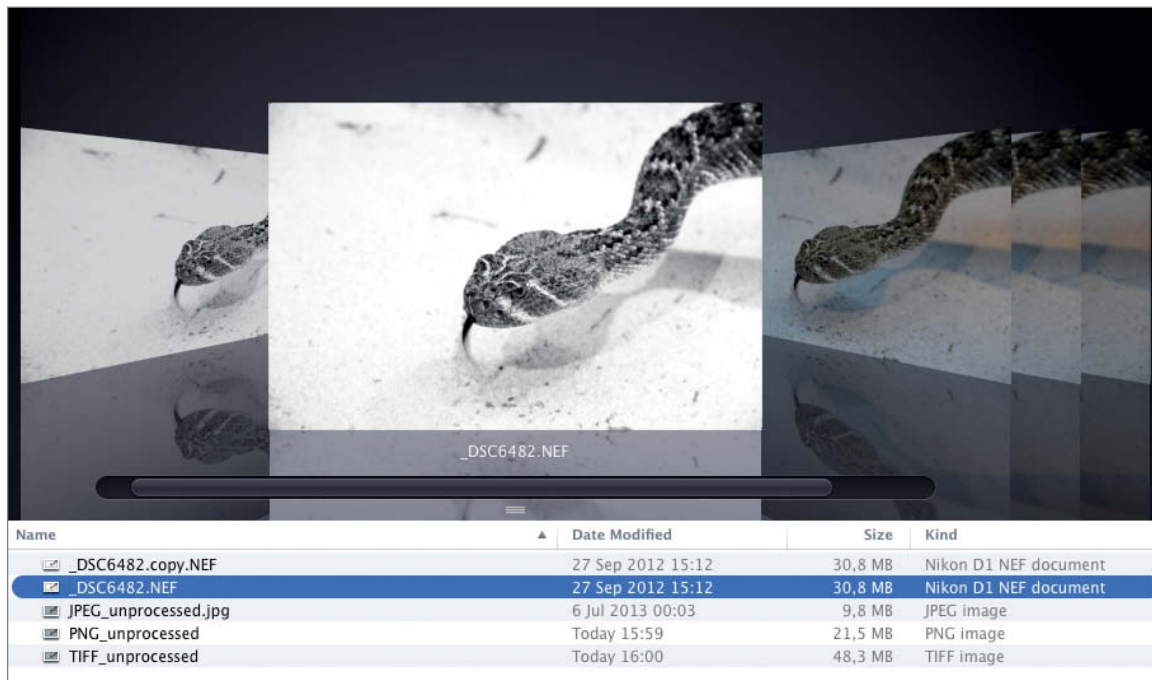 _DSC6482.NEF
Name Date Modified Size Kind
_DSC6482.copy.NEF 27 Sep 2012 15:12 30,8 MB Nikon D1 NEF document
_DSC6482.NEF 27 Sep 2012 15:12 30,8 MB Nikon D1 NEF document
JPEG_unprocessed.jpg 6 Jul 2013 00:03 9,8 MB JPEG image
PNG_unprocessed Today 15:59 21,5 MB PNG image
TIFF_unprocessed Today 16:00 48,3 MB TIFF image